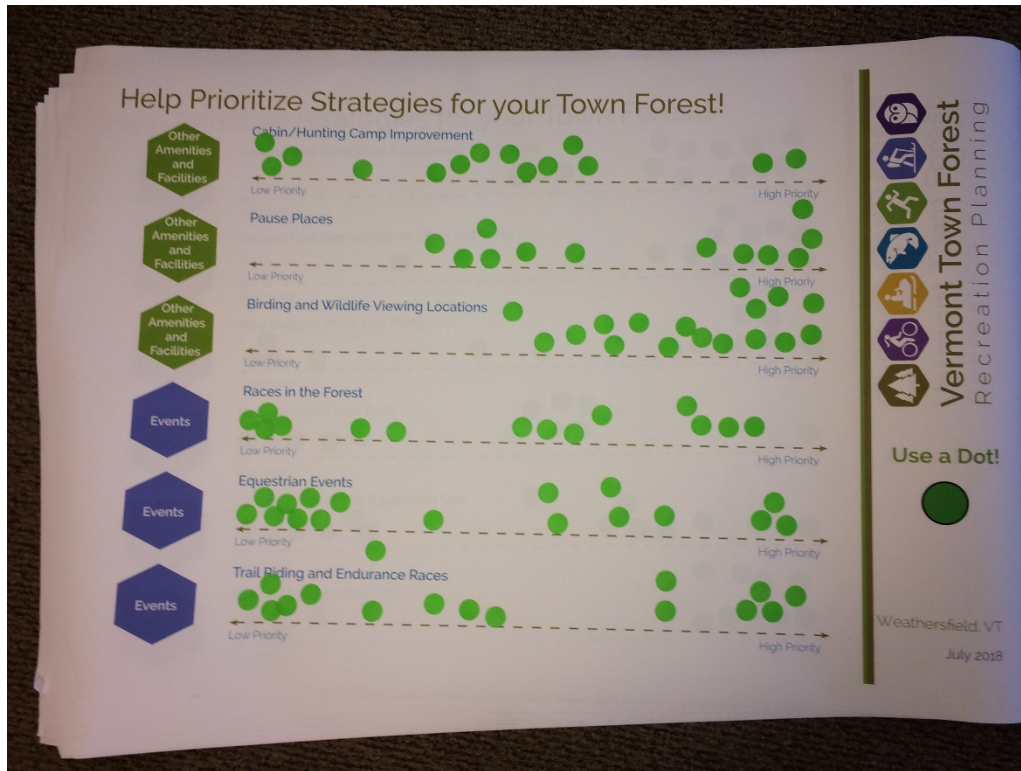 Help Prioritize Strategies for your Town Forest!
Other
Amenities
and
Facilities
Cabin/Hunting Camp Improvement
Low Priority
High Priority
Other
Amenities
and
Facilities
Pause Places
Low Priority
High Priority
Other
Amenities
and
Facilities
Birding and Wildlife Viewing Locations
Low Priority
High Priority
Events
Races in the Forest
Low Priority
High Priority
Events
Equestrian Events
Low Priority
High Priority
Events
Trail Riding and Endurance Races
Low Priority
High Priority
Vermont Town Forest
Recreation Planning
Use a Dot!
Weathersfield, VT
July 2018